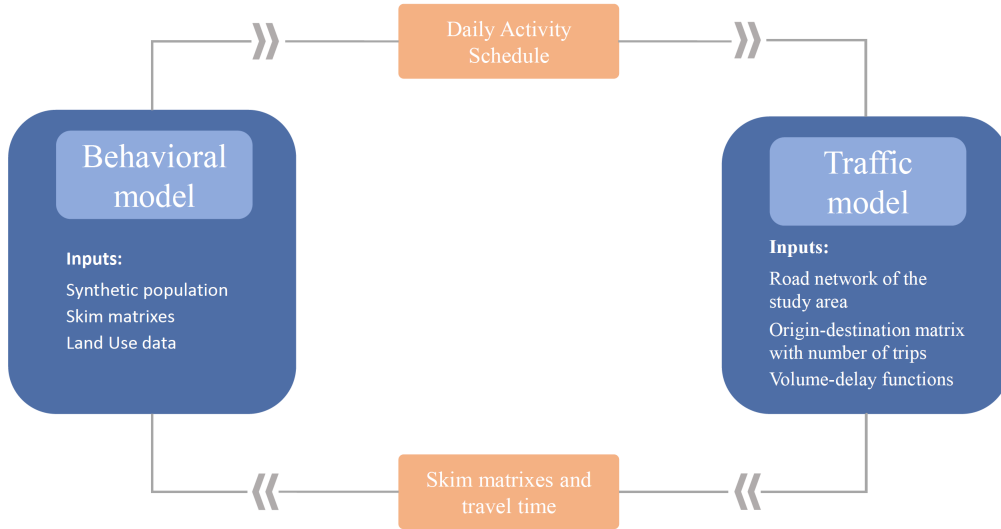 Daily Activity
Schedule
Behavioral
model
Inputs:
Synthetic population
Skim matrixes
Land Use data
Traffic
model
Inputs:
Road network of the
study area
Origin-destination matrix
with number of trips
Volume-delay functions
Skim matrixes and
travel time